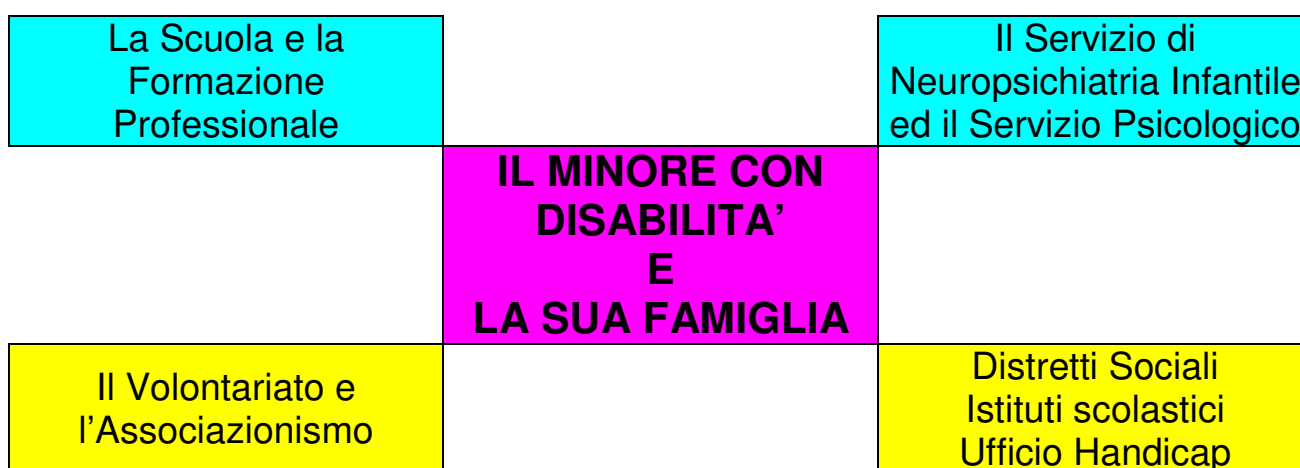 La Scuola e la
Formazione
Professionale
Il Servizio di
Neuropsichiatria Infantile
ed il Servizio Psicologico
IL MINORE CON
DISABILITA’
E
LA SUA FAMIGLIA
Il Volontariato e
l’Associazionismo
Distretti Sociali
Istituti scolastici
Ufficio Handicap